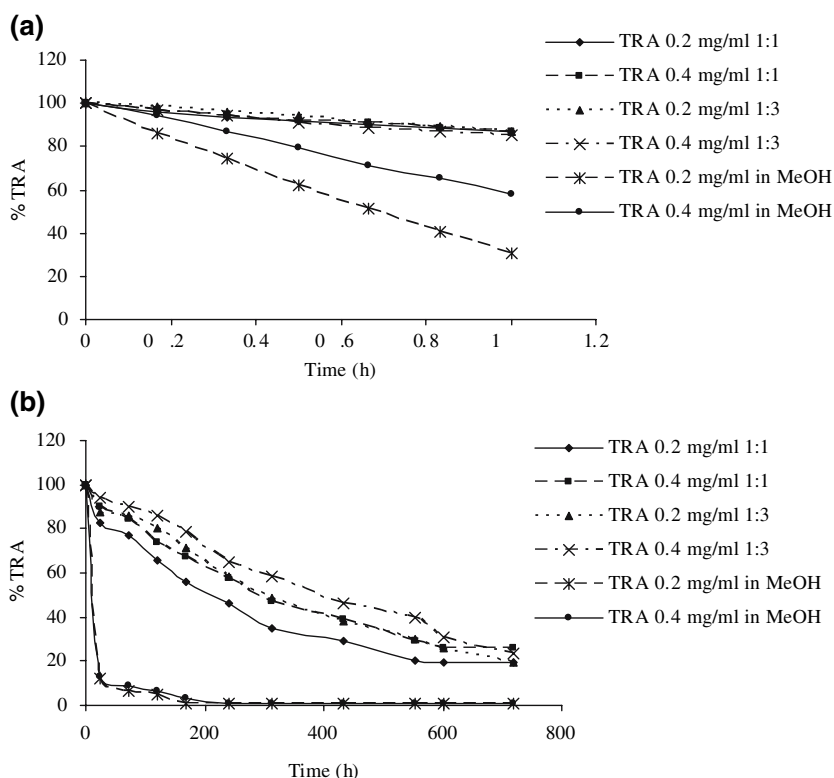 (a)
120
100
80
60
40
20
0
% TRA
0 0 .2 0.4 0 .6 0.8 1 1.2
Time (h)
TRA 0.2 mg/ml 1:1
TRA 0.4 mg/ml 1:1
TRA 0.2 mg/ml 1:3
TRA 0.4 mg/ml 1:3
TRA 0.2 mg/ml in MeOH
TRA 0.4 mg/ml in MeOH
(b)
120
100
80
60
40
20
0
% TRA
0 200 400 600 800
Time (h)
TRA 0.2 mg/ml 1:1
TRA 0.4 mg/ml 1:1
TRA 0.2 mg/ml 1:3
TRA 0.4 mg/ml 1:3
TRA 0.2 mg/ml in MeOH
TRA 0.4 mg/ml in MeOH